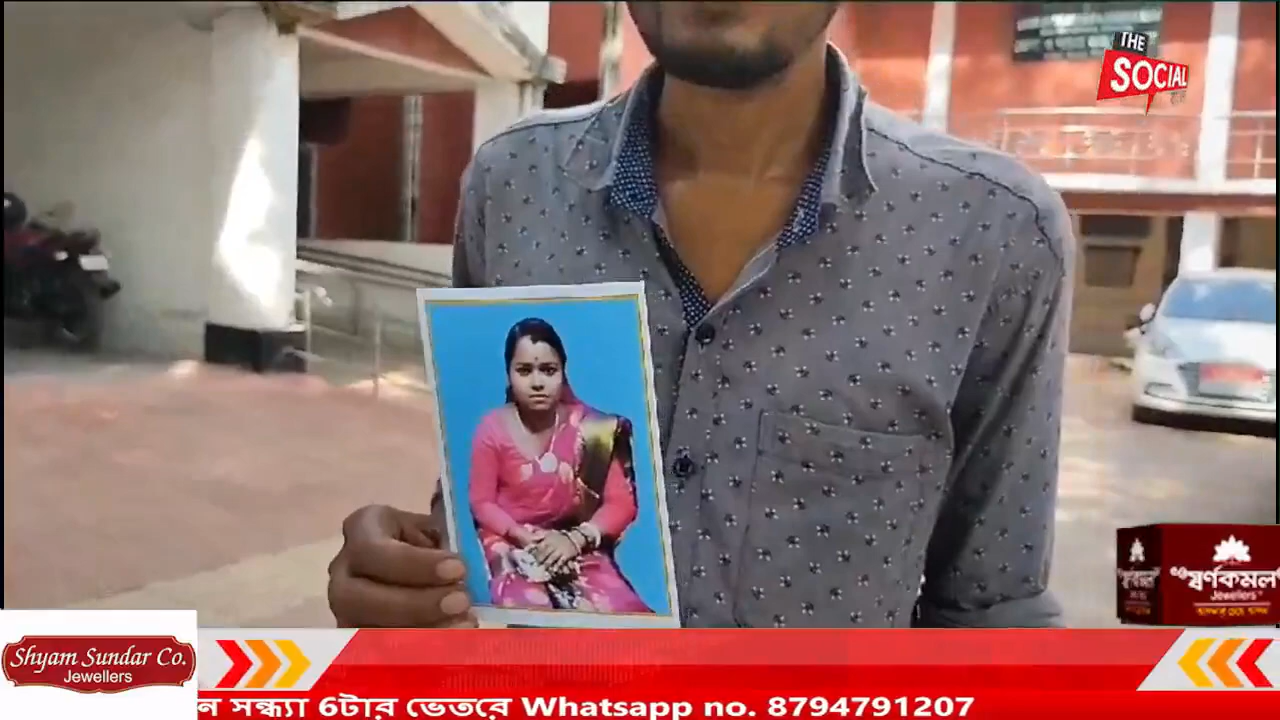 THE
SOCIAL
বাংলা
স্বর্ণকমল
Jewellers
Shyam Sundar Co.
Jewellers
ন সন্ধ্যা 6টার ভেতরে Whatsapp no. 8794791207